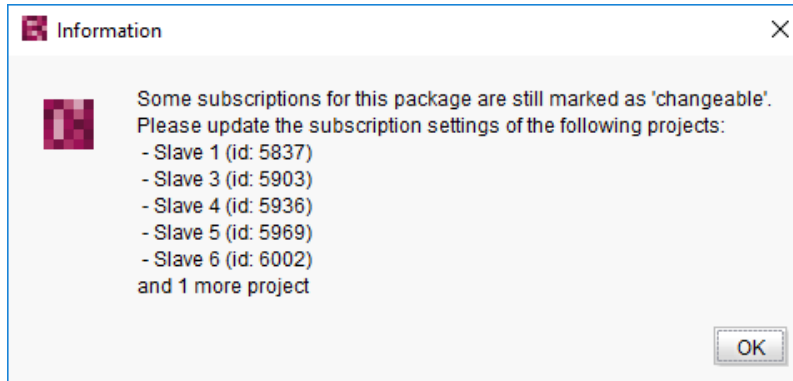 Information
Some subscriptions for this package are still marked as 'changeable'.
Please update the subscription settings of the following projects:
- Slave 1 (id: 5837)
- Slave 3 (id: 5903)
- Slave 4 (id: 5936)
- Slave 5 (id: 5969)
- Slave 6 (id: 6002)
and 1 more project
OK